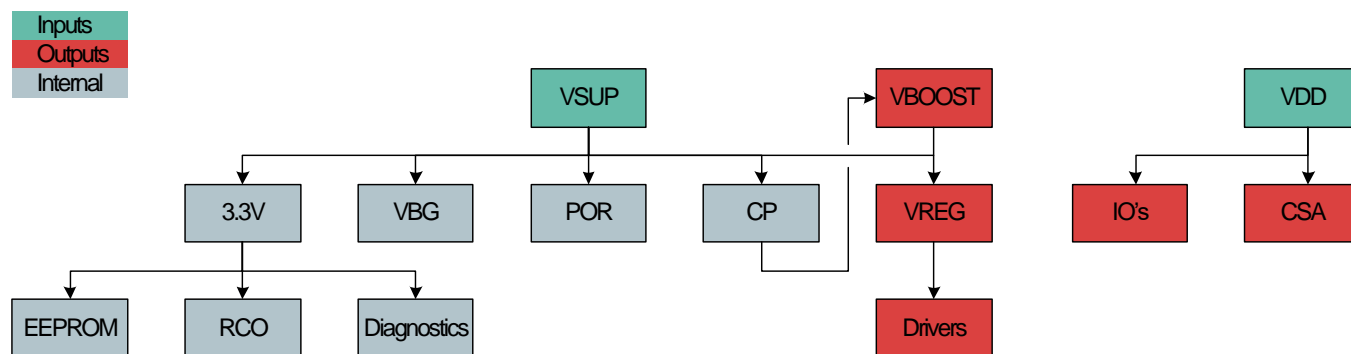 Inputs
Outputs
Internal
VSUP
VBOOST
VDD
3.3V
VBG
POR
CP
VREG
IO's
CSA
EEPROM
RCO
Diagnostics
Drivers